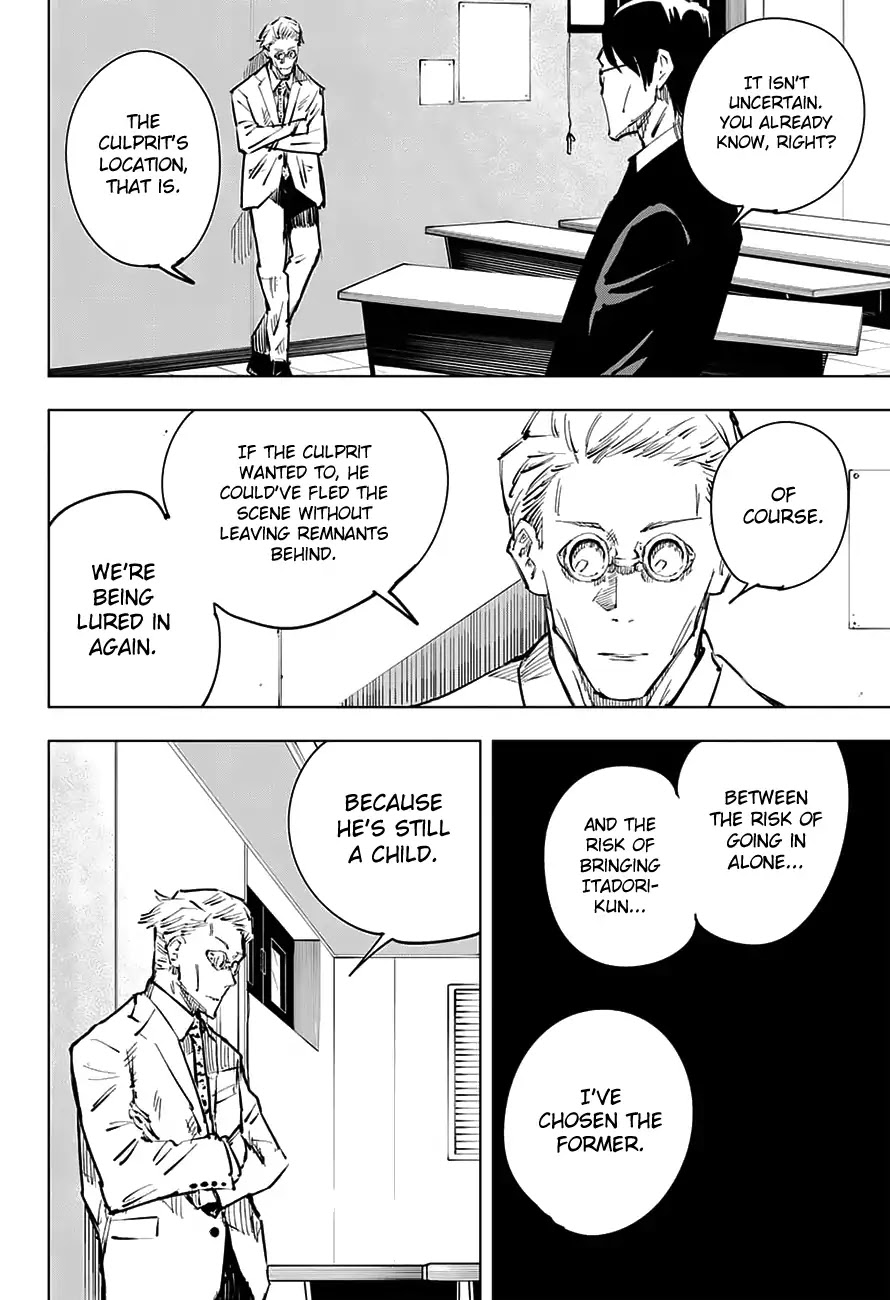 IT ISN'T
UNCERTAIN.
YOU ALREADY
KNOW, RIGHT?
THE
CULPRIT'S
LOCATION,
THAT IS.
OF
COURSE.
IF THE CULPRIT
WANTED TO, HE
COULD'VE FLED THE
SCENE WITHOUT
LEAVING REMNANTS
BEHIND.
WE'RE
BEING
LURED IN
AGAIN.
BETWEEN
THE RISK OF
GOING IN
ALONE...
AND THE
RISK OF
BRINGING
ITADORI-
KUN...
I'VE
CHOSEN THE
FORMER.
BECAUSE
HE'S STILL
A CHILD.